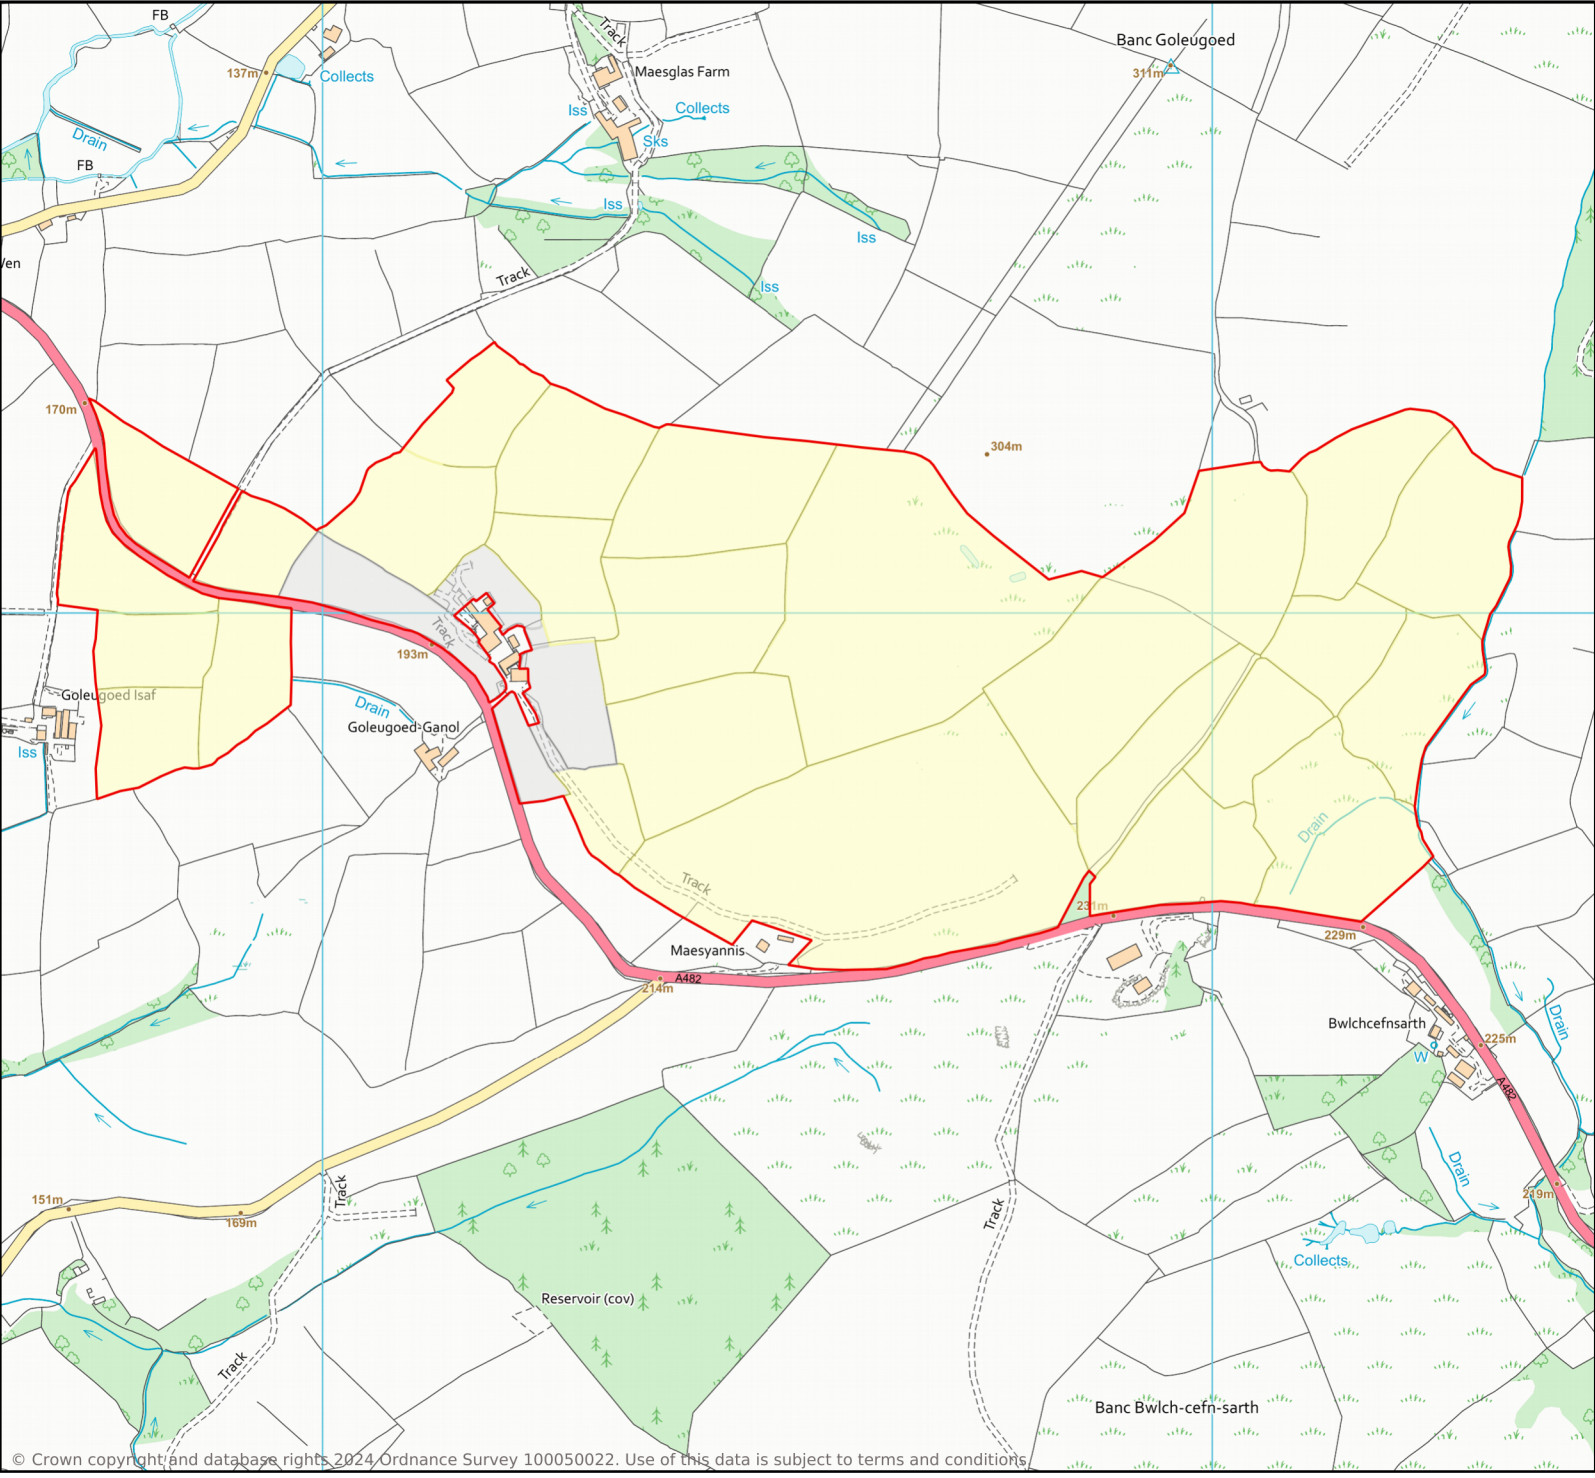 FB
Banc Goleugoed
311m
Track
Maesglas Farm
137m
Collects
Iss
Collects
Drain
Sks
FB
Iss
Iss
Track
Iss
170m
304m
Track
193m
Goleugoed Isaf
Drain
Goleugoed-Ganol
Iss
Drain
Track
231m
229m
Maesyannis
A482
214m
Bwlchcefnsarth
225m
W
Drain
A482
Drain
151m
169m
Track
Track
219m
Collects
Reservoir (cov)
Track
Banc Bwlch-cefn-sarth
© Crown copyright and database rights 2024 Ordnance Survey 100050022. Use of this data is subject to terms and conditions.